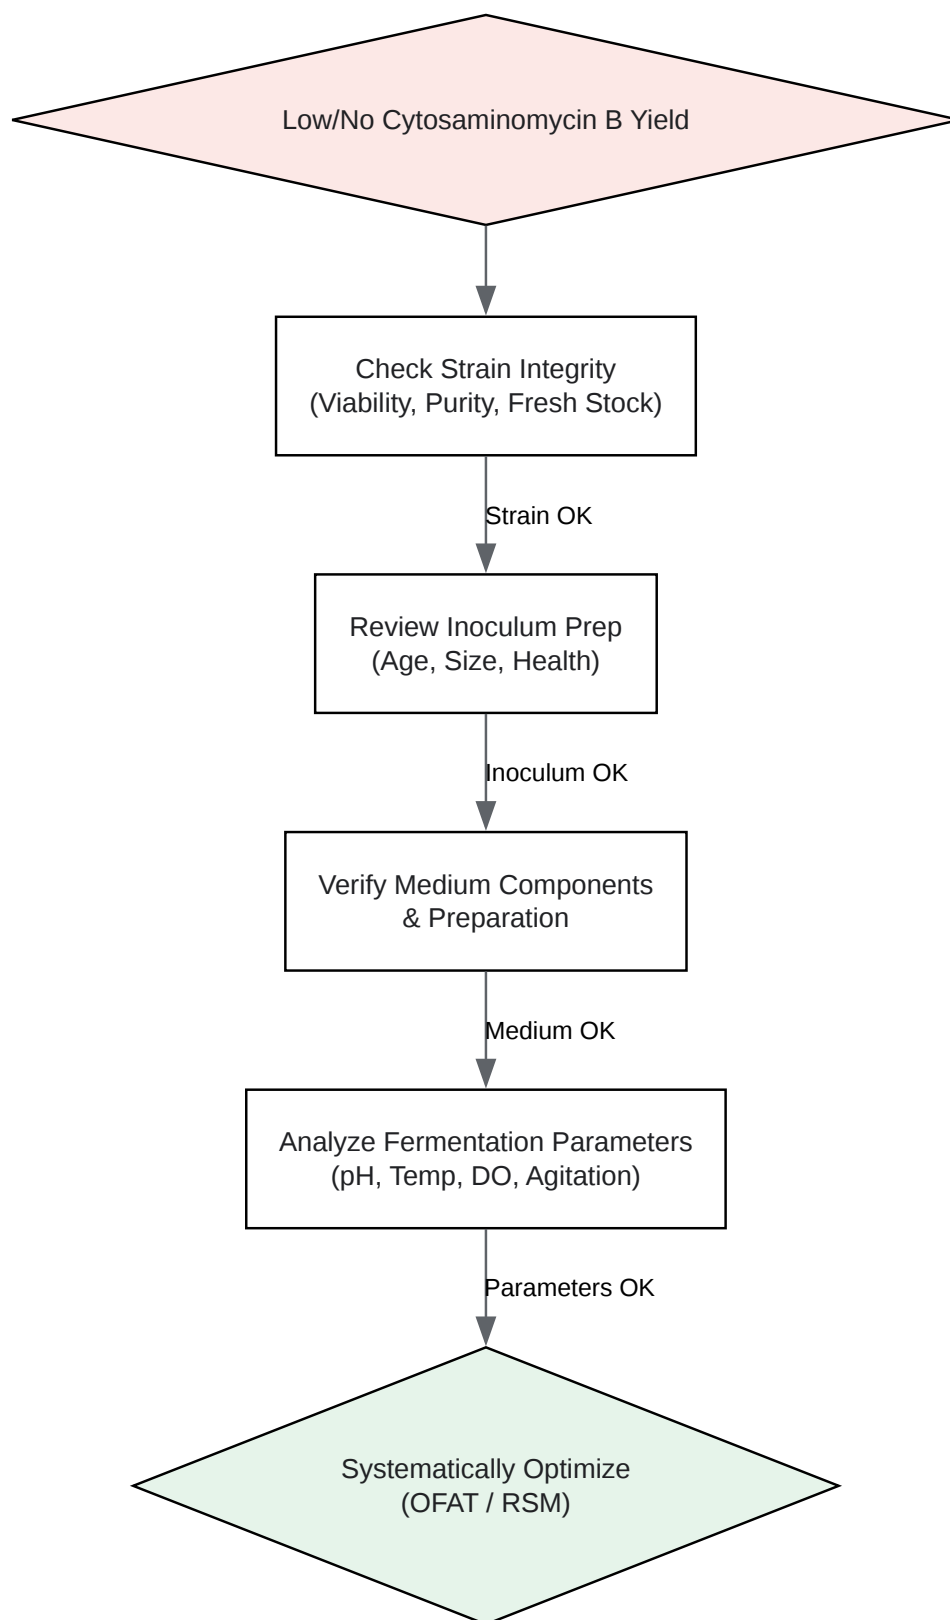 Low/No Cytosaminomycin B Yield
Check Strain Integrity
(Viability, Purity, Fresh Stock)
Strain OK
Review Inoculum Prep
(Age, Size, Health)
Inoculum OK
Verify Medium Components
& Preparation
Medium OK
Analyze Fermentation Parameters
(pH, Temp, DO, Agitation)
Parameters OK
Systematically Optimize
(OFAT / RSM)